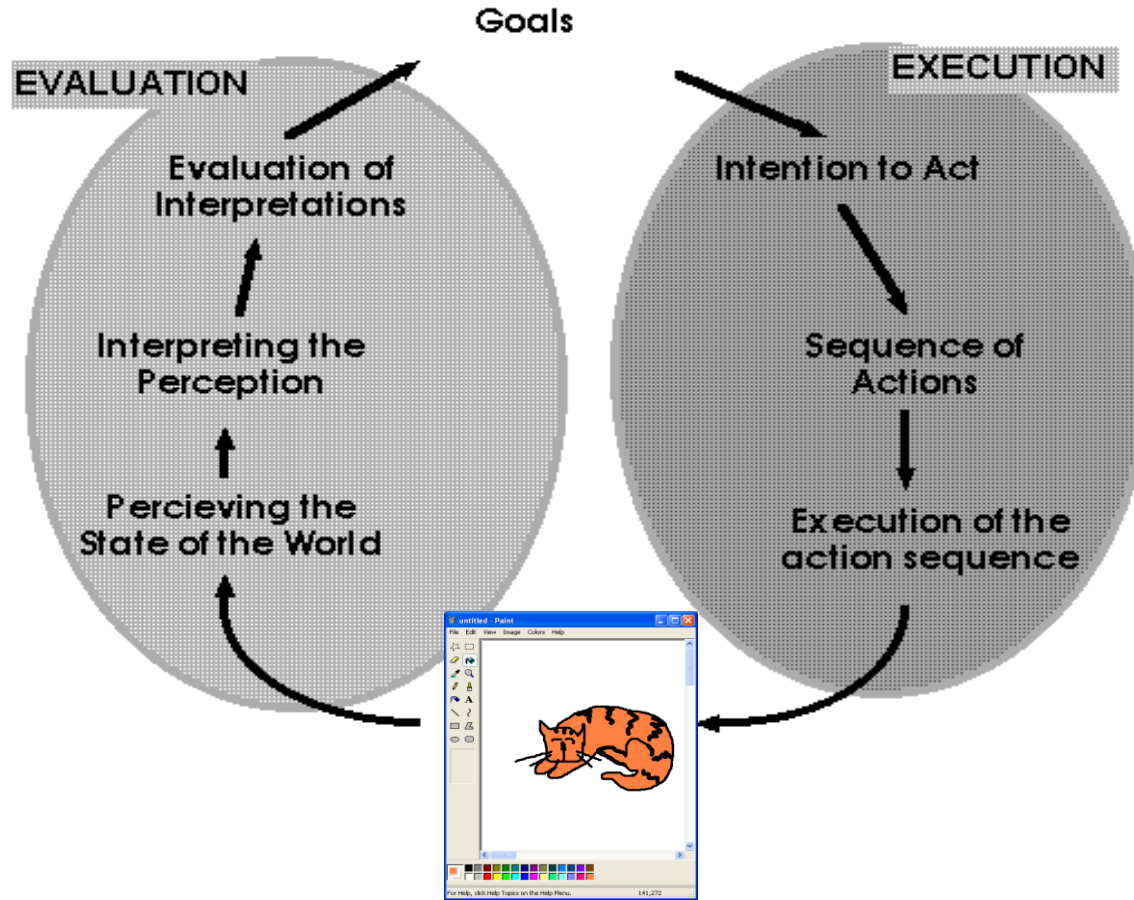 Goals
EVALUATION
EXECUTION
Evaluation of
Interpretations
Intention to Act
Interpreting the
Perception
Sequence of
Actions
Percieving the
State of the World
Execution of the
action sequence
untitled - Paint
File Edit View Image Colors Help
A
For Help, click Help Topics on the Help Menu.
141,272